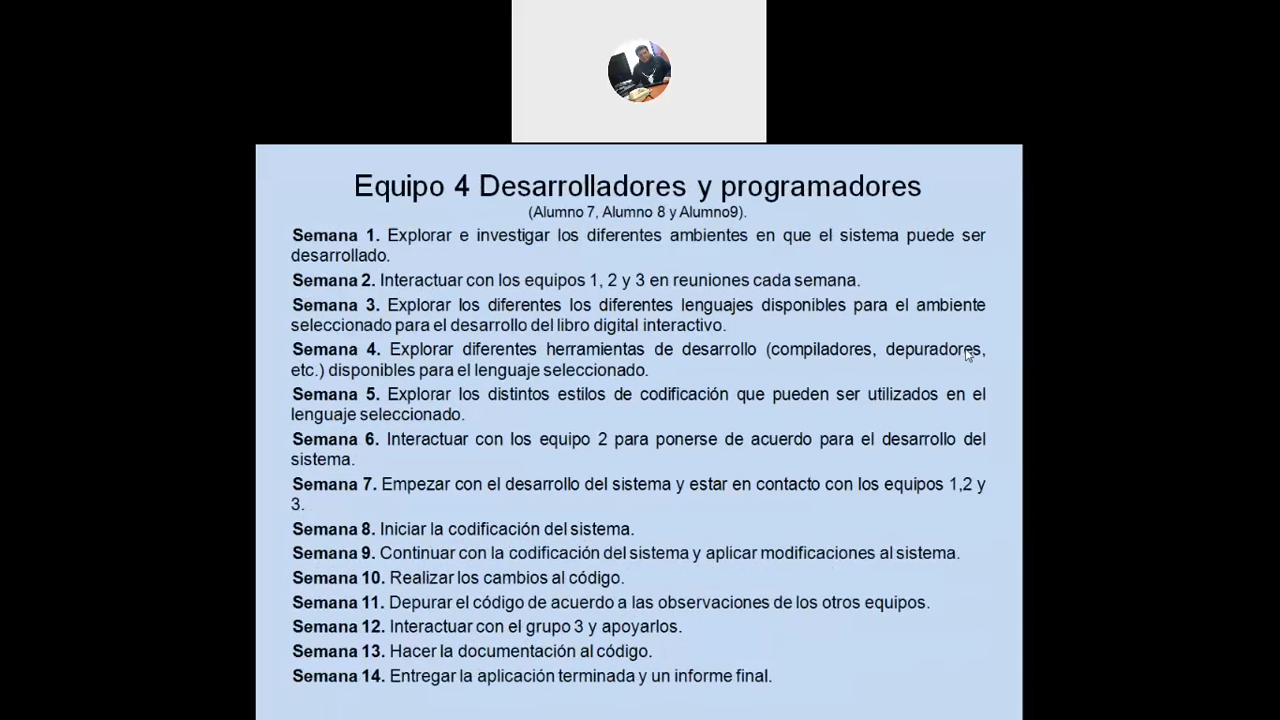 Equipo 4 Desarrolladores y programadores
(Alumno 7, Alumno 8 y Alumno9).
Semana 1. Explorar e investigar los diferentes ambientes en que el sistema puede ser
desarrollado.
Semana 2. Interactuar con los equipos 1, 2 y 3 en reuniones cada semana.
Semana 3. Explorar los diferentes los diferentes lenguajes disponibles para el ambiente
seleccionado para el desarrollo del libro digital interactivo.
Semana 4. Explorar diferentes herramientas de desarrollo (compiladores, depuradores,
etc.) disponibles para el lenguaje seleccionado.
Semana 5. Explorar los distintos estilos de codificación que pueden ser utilizados en el
lenguaje seleccionado.
Semana 6. Interactuar con los equipo 2 para ponerse de acuerdo para el desarrollo del
sistema.
Semana 7. Empezar con el desarrollo del sistema y estar en contacto con los equipos 1,2 y
3.
Semana 8. Iniciar la codificación del sistema.
Semana 9. Continuar con la codificación del sistema y aplicar modificaciones al sistema.
Semana 10. Realizar los cambios al código.
Semana 11. Depurar el código de acuerdo a las observaciones de los otros equipos.
Semana 12. Interactuar con el grupo 3 y apoyarlos.
Semana 13. Hacer la documentación al código.
Semana 14. Entregar la aplicación terminada y un informe final.